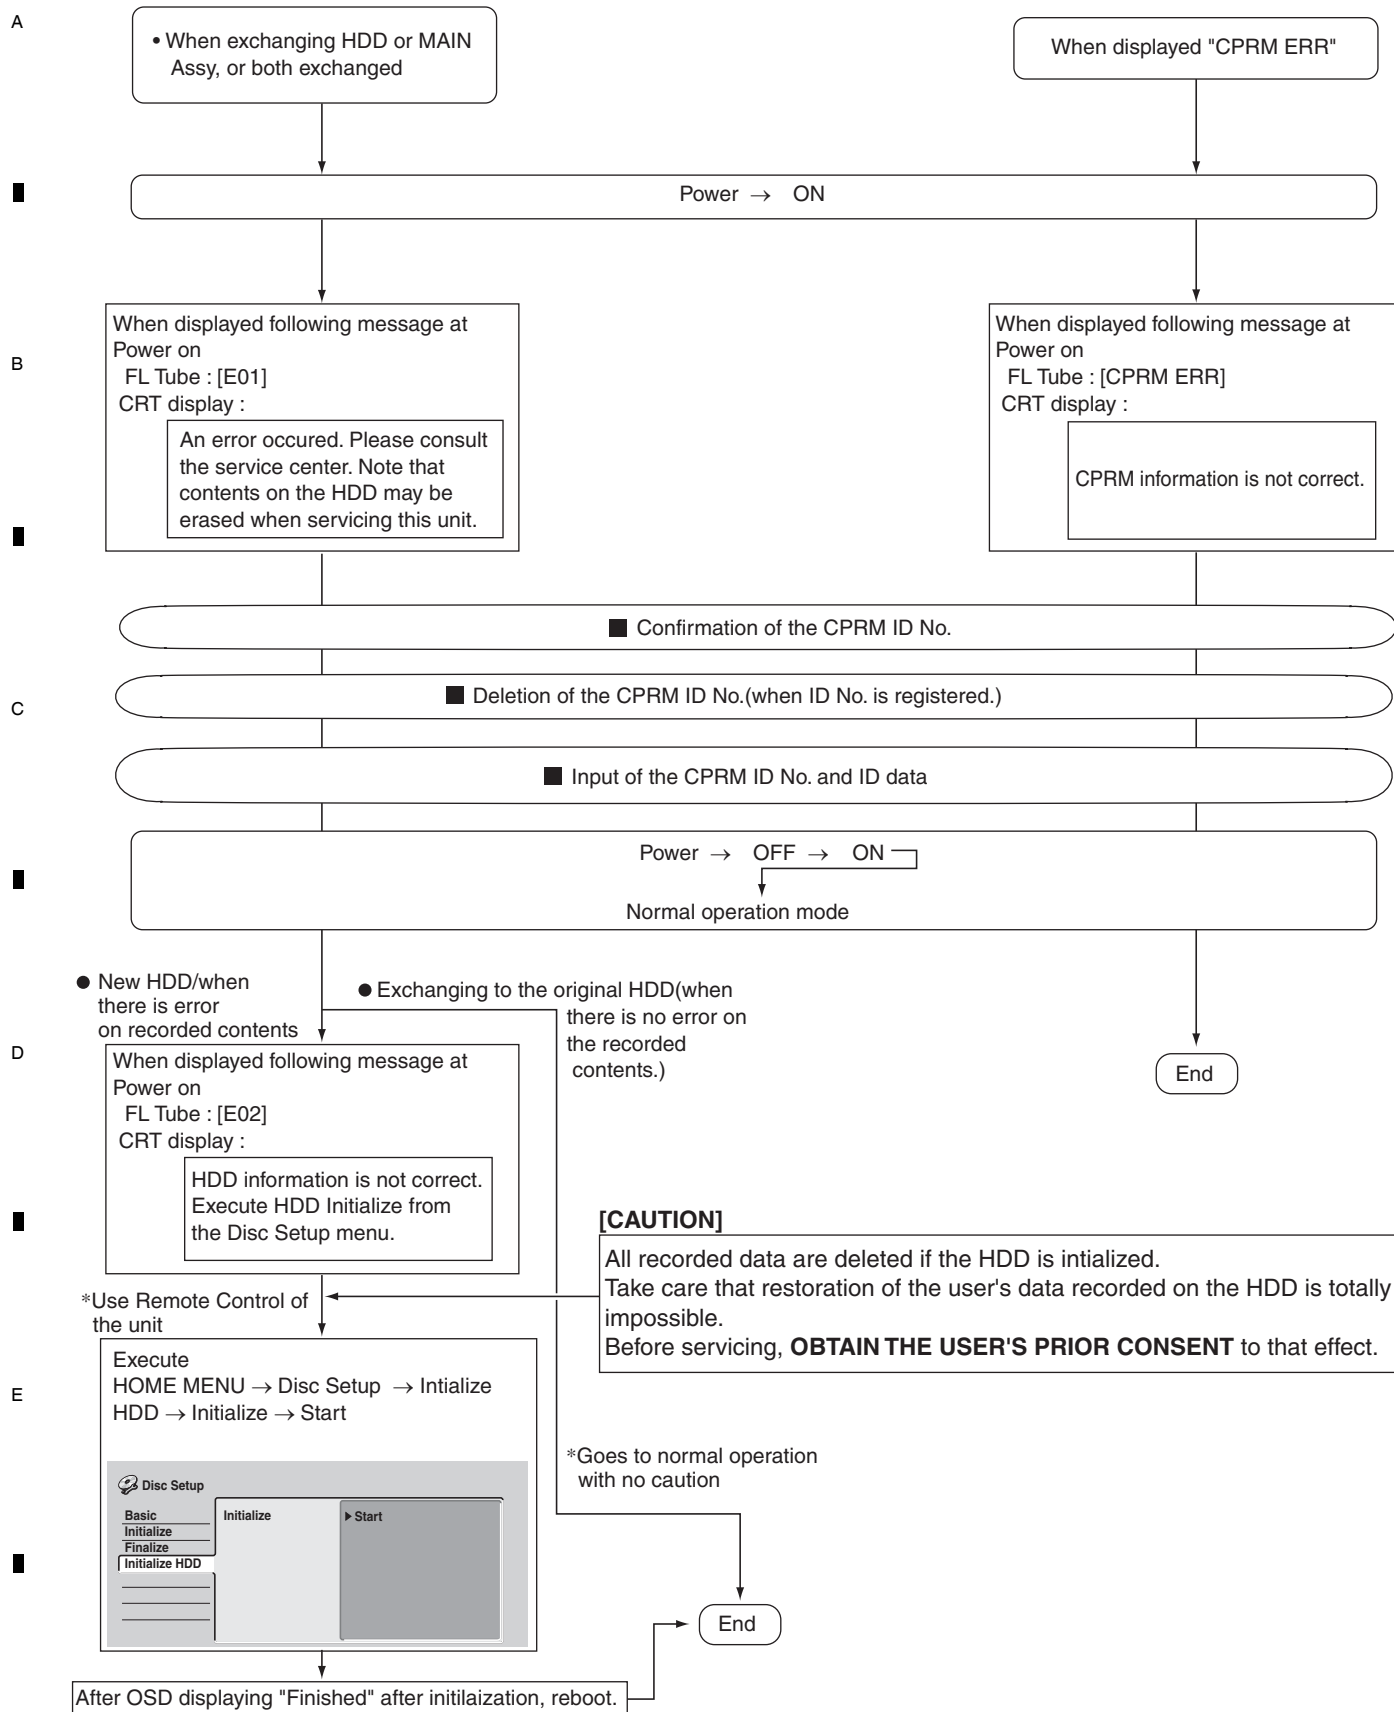 A
• When exchanging HDD or MAIN
Assy, or both exchanged
When displayed "CPRM ERR"
Power → ON
B
When displayed following message at
Power on
FL Tube : [E01]
CRT display :
An error occured. Please consult
the service center. Note that
contents on the HDD may be
erased when servicing this unit.
When displayed following message at
Power on
FL Tube : [CPRM ERR]
CRT display :
CPRM information is not correct.
■ Confirmation of the CPRM ID No.
C
■ Deletion of the CPRM ID No.(when ID No. is registered.)
■ Input of the CPRM ID No. and ID data
Power → OFF → ON
Normal operation mode
● New HDD/when
there is error
on recorded contents
● Exchanging to the original HDD(when
there is no error on
the recorded
contents.)
D
When displayed following message at
Power on
FL Tube : [E02]
CRT display :
HDD information is not correct.
Execute HDD Initialize from
the Disc Setup menu.
End
[CAUTION]
All recorded data are deleted if the HDD is intialized.
Take care that restoration of the user's data recorded on the HDD is totally
impossible.
Before servicing, OBTAIN THE USER'S PRIOR CONSENT to that effect.
*Use Remote Control of
the unit
E
Execute
HOME MENU → Disc Setup → Intialize
HDD → Initialize → Start
*Goes to normal operation
with no caution
Disc Setup
Basic
Initialize
Finalize
Initialize HDD
Initialize
▶ Start
End
After OSD displaying "Finished" after initilaization, reboot.